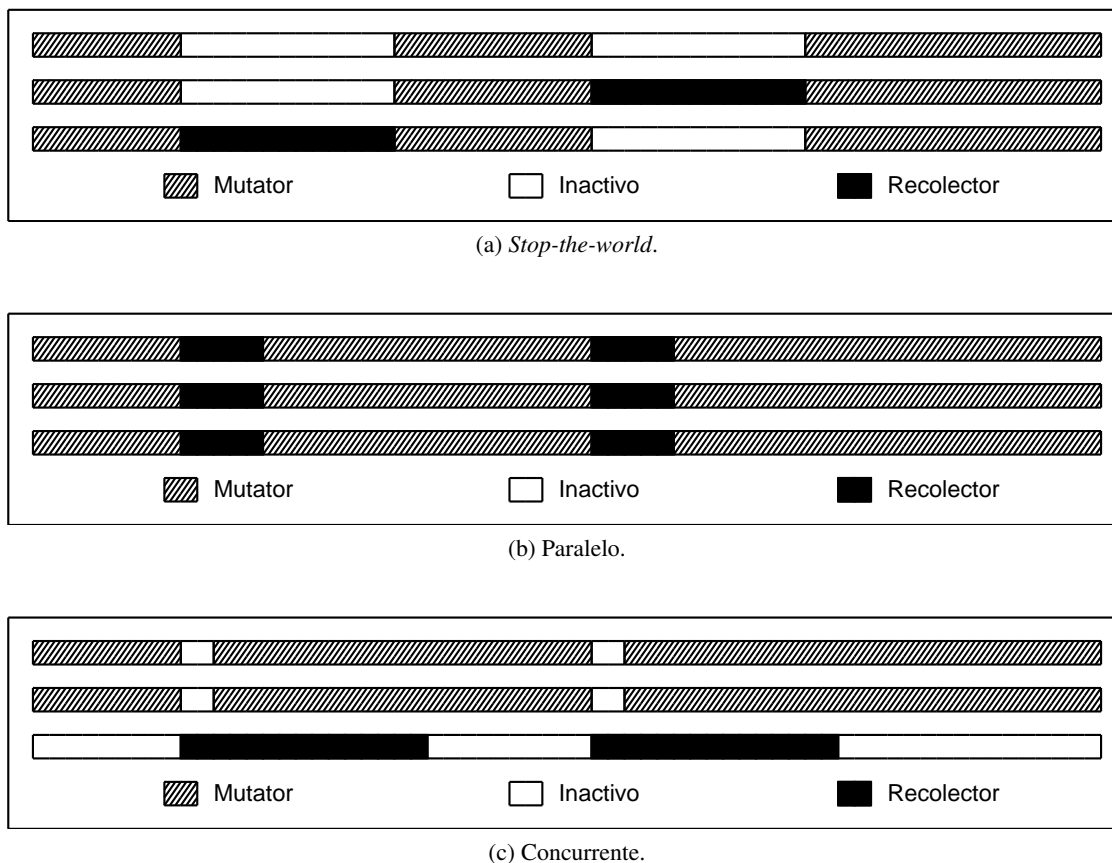 Mutator Inactivo Recolector
(a) Stop-the-world.
Mutator Inactivo Recolector
(b) Paralelo.
Mutator Inactivo Recolector
(c) Concurrente.